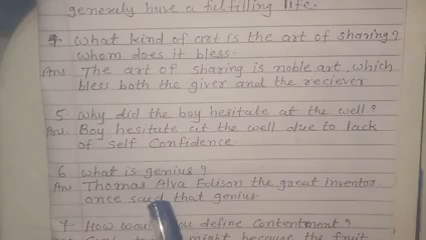 generaly have a fulfilling life.
4- what kind of art is the art of sharing?
whom does it bless.
Ans The art of sharing is noble art, which
bless both the giver and the reciever
5 why did the boy hesitate at the well?
Ans. Boy hesitate at the well due to lack
of self Confidence.
6 what is genius?
Ans Thomas Alva Edison the great inventor.
once said that genius.
7- How would you define Contentment?
might because the fruit